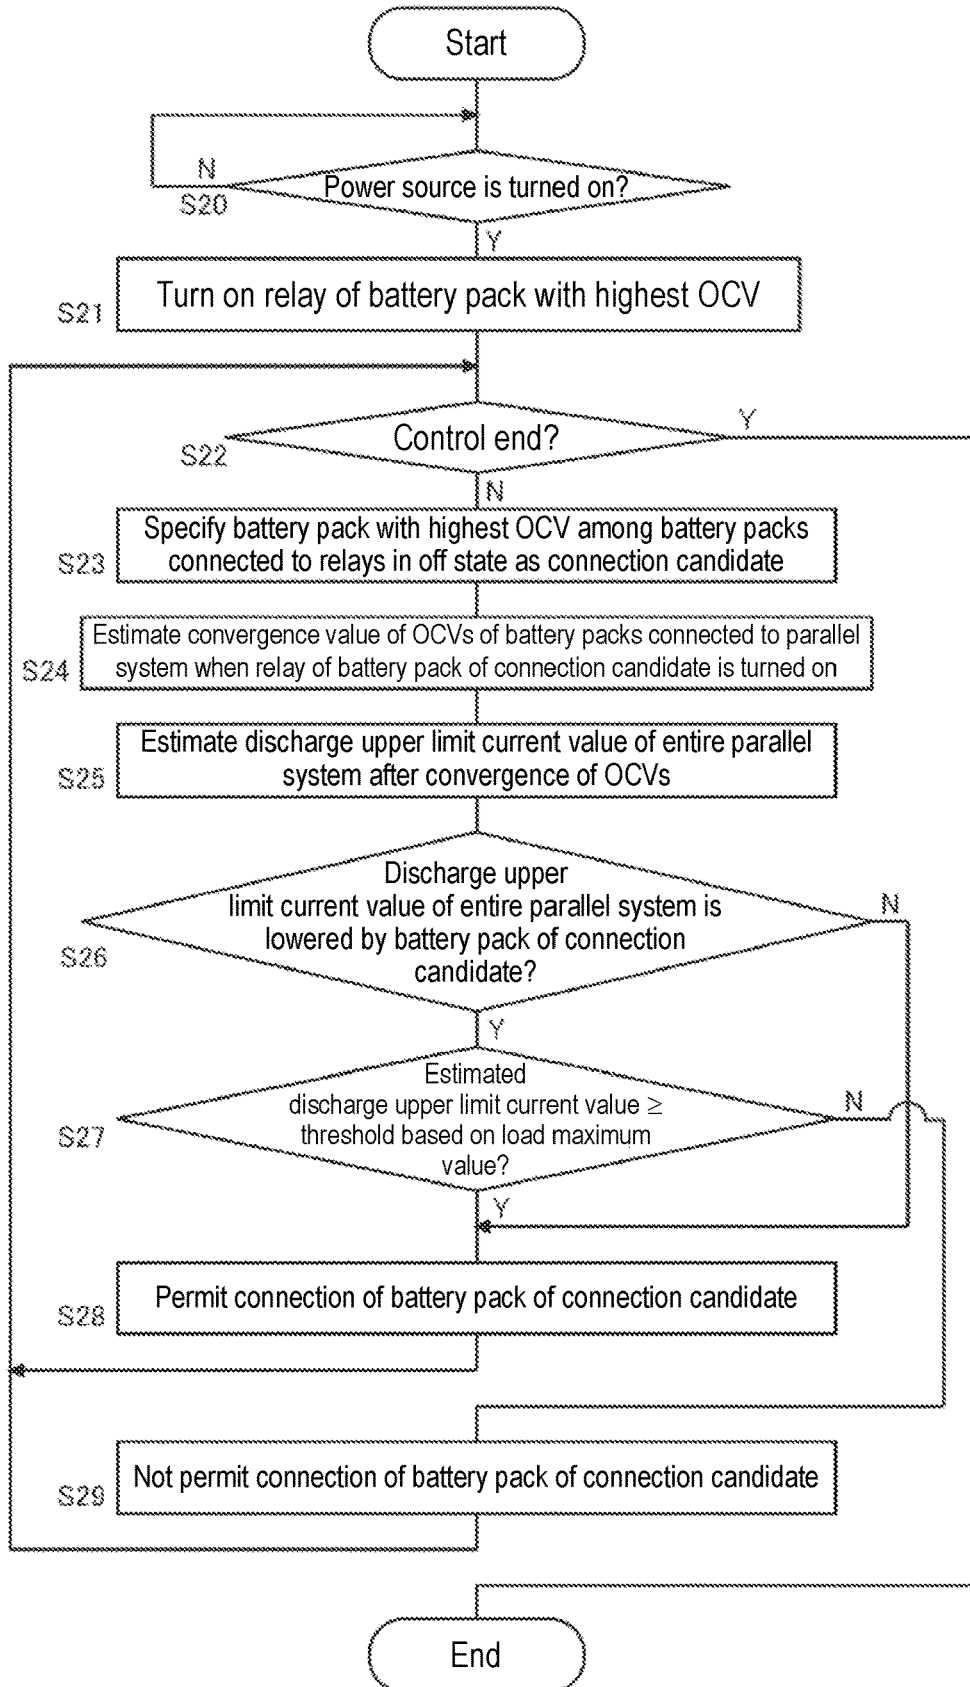 Start
N
Power source is turned on?
S20
Y
Turn on relay of battery pack with highest OCV
S21
Y
Control end?
S22
N
Specify battery pack with highest OCV among battery packs
connected to relays in off state as connection candidate
S23
Estimate convergence value of OCVs of battery packs connected to parallel
system when relay of battery pack of connection candidate is turned on
S24
Estimate discharge upper limit current value of entire parallel
system after convergence of OCVs
S25
Discharge upper
limit current value of entire parallel system is
lowered by battery pack of connection
candidate?
N
S26
Y
Estimated
discharge upper limit current value ≥
threshold based on load maximum
value?
N
S27
Y
Permit connection of battery pack of connection candidate
S28
Not permit connection of battery pack of connection candidate
S29
End